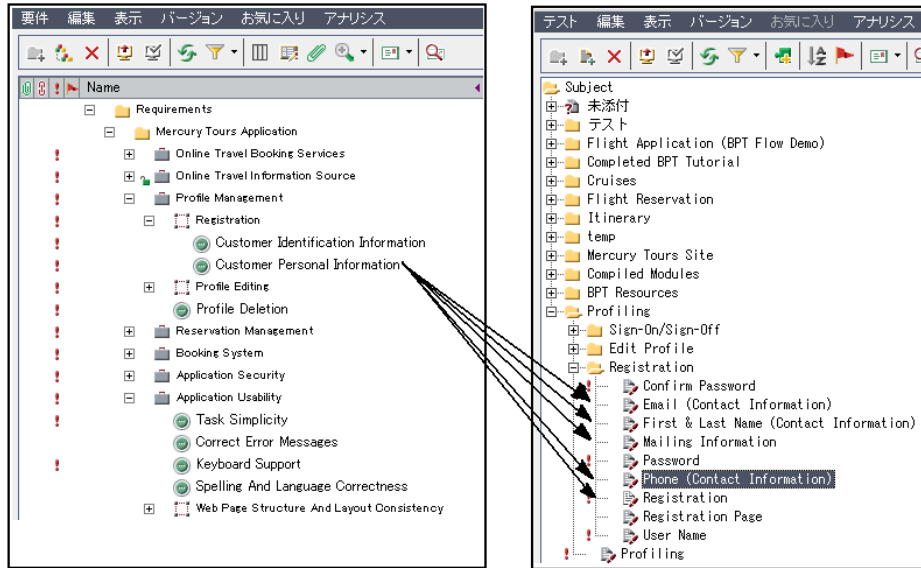 要件 編集 表示 バージョン お気に入り アナリシス
Name
Requirements
Mercury Tours Application
Online Travel Booking Services
Online Travel Information Source
Profile Management
Registration
Customer Identification Information
Customer Personal Information
Profile Editing
Profile Deletion
Reservation Management
Booking System
Application Security
Application Usability
Task Simplicity
Correct Error Messages
Keyboard Support
Spelling And Language Correctness
Web Page Structure And Layout Consistency
テスト 編集 表示 バージョン お気に入り アナリシス
Subject
未添付
テスト
Flight Application (BPT Flow Demo)
Completed BPT Tutorial
Cruises
Flight Reservation
Itinerary
temp
Mercury Tours Site
Compiled Modules
BPT Resources
Profiling
Sign-On/Sign-Off
Edit Profile
Registration
Confirm Password
Email (Contact Information)
First & Last Name (Contact Information)
Mailing Information
Password
Phone (Contact Information)
Registration
Registration Page
User Name
Profiling